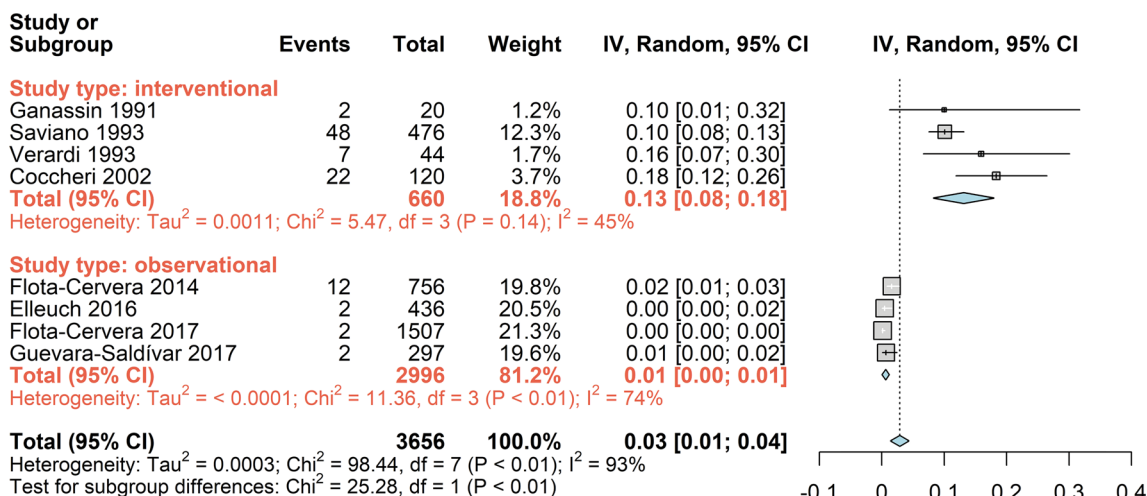 Study or
Subgroup Events Total Weight IV, Random, 95% CI IV, Random, 95% CI
Study type: interventional
Ganassin 1991 2 20 1.2% 0.10 [0.01; 0.32]
Saviano 1993 48 476 12.3% 0.10 [0.08; 0.13]
Verardi 1993 7 44 1.7% 0.16 [0.07; 0.30]
Coccheri 2002 22 120 3.7% 0.18 [0.12; 0.26]
Total (95% CI) 660 18.8% 0.13 [0.08; 0.18]
Heterogeneity: Tau² = 0.0011; Chi² = 5.47, df = 3 (P = 0.14); I² = 45%
Study type: observational
Flota-Cervera 2014 12 756 19.8% 0.02 [0.01; 0.03]
Elleuch 2016 2 436 20.5% 0.00 [0.00; 0.02]
Flota-Cervera 2017 2 1507 21.3% 0.00 [0.00; 0.00]
Guevara-Saldívar 2017 2 297 19.6% 0.01 [0.00; 0.02]
Total (95% CI) 2996 81.2% 0.01 [0.00; 0.01]
Heterogeneity: Tau² = < 0.0001; Chi² = 11.36, df = 3 (P < 0.01); I² = 74%
Total (95% CI) 3656 100.0% 0.03 [0.01; 0.04]
Heterogeneity: Tau² = 0.0003; Chi² = 98.44, df = 7 (P < 0.01); I² = 93%
Test for subgroup differences: Chi² = 25.28, df = 1 (P < 0.01)
-0.1 0 0.1 0.2 0.3 0.4